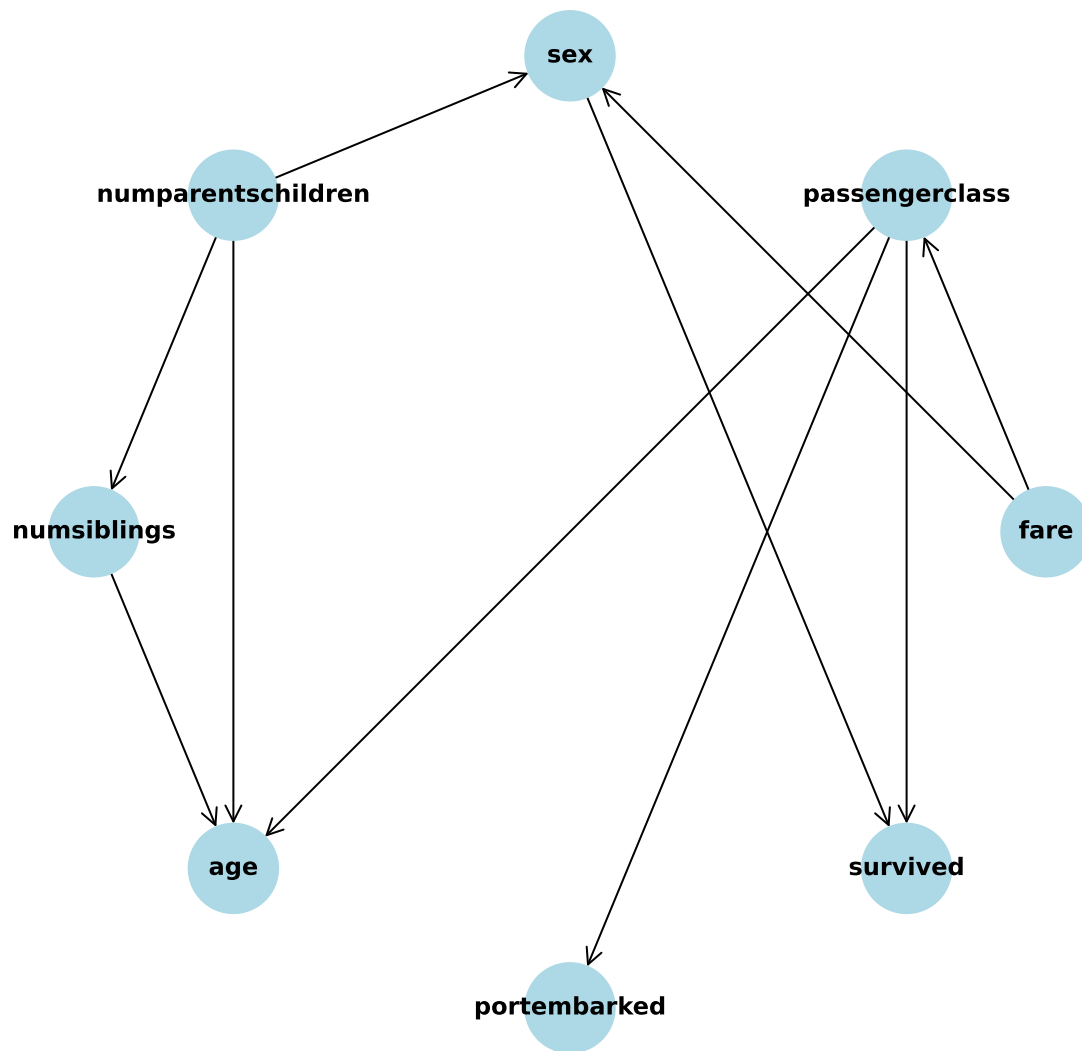 sex
numparentschildren
passengerclass
numsiblings
fare
age
survived
portembarked